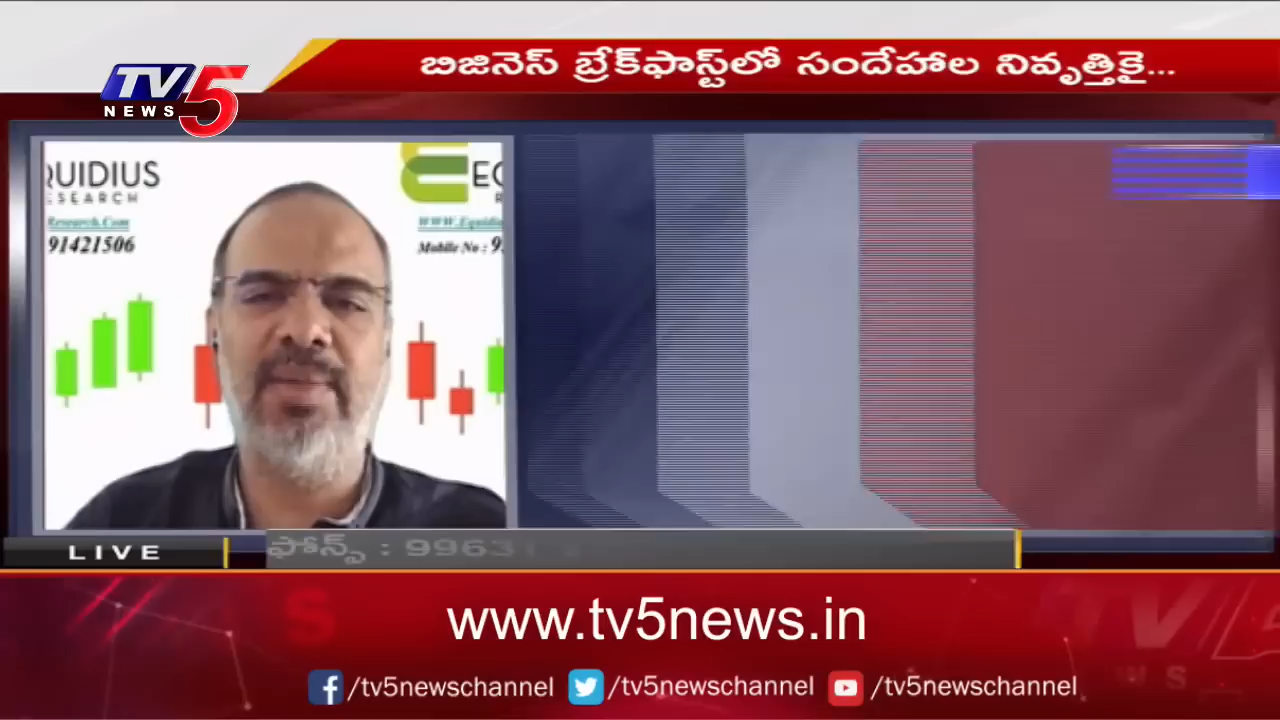 బిజినెస్ బ్రేక్‌ఫాస్ట్‌లో సందేహాల నివృత్తికై...
TV5
NEWS
QUIDIUS
ESEARCH
Research.Com
91421506
EQ
R
WWW.Equidiu
Mobile No : 9
LIVE
ఫోన్స్ : 9963
www.tv5news.in
/tv5newschannel /tv5newschannel /tv5newschannel